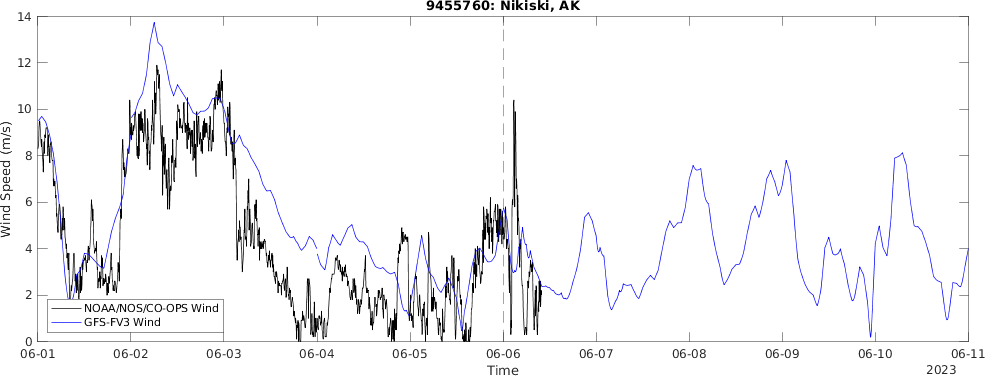 9455760: Nikiski, AK
Wind Speed (m/s)
14
12
10
8
6
4
2
0
NOAA/NOS/CO-OPS Wind
GFS-FV3 Wind
06-01 06-02 06-03 06-04 06-05 06-06 06-07 06-08 06-09 06-10 06-11
Time
2023